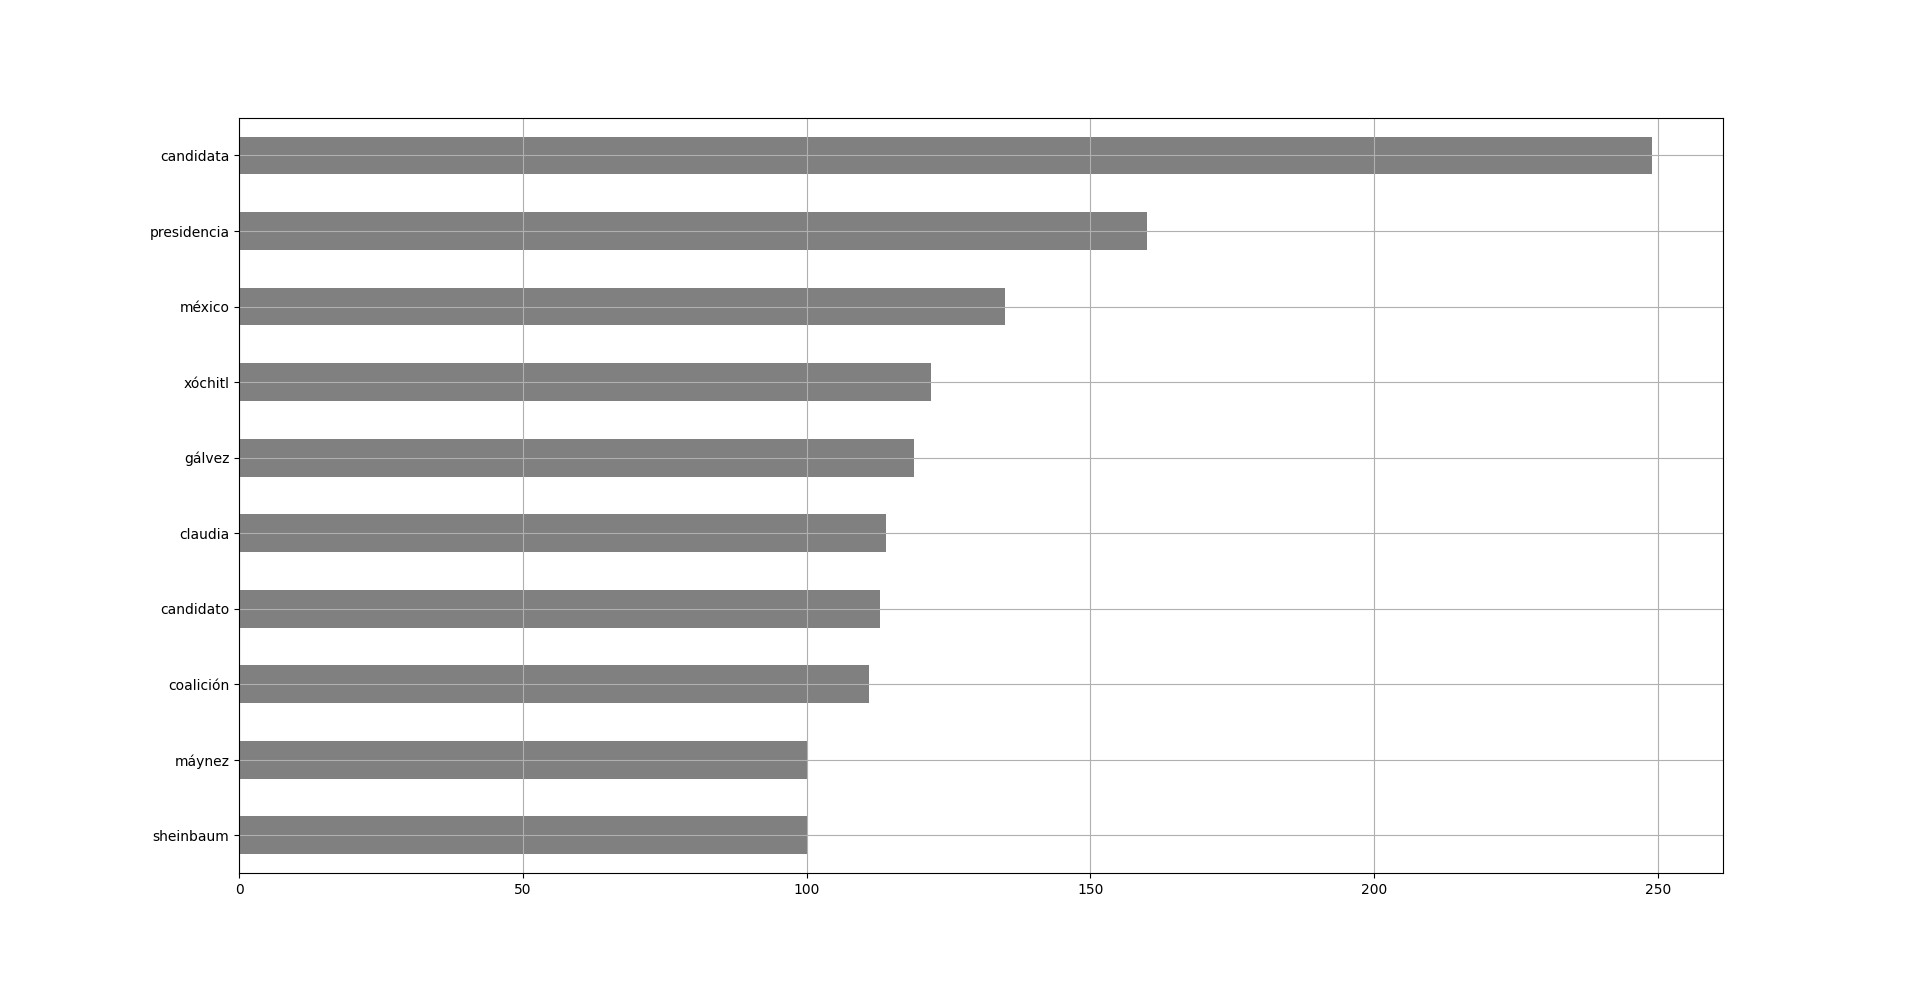 candidata
presidencia
méxico
xóchitl
gálvez
claudia
candidato
coalición
máynez
sheinbaum
0 50 100 150 200 250